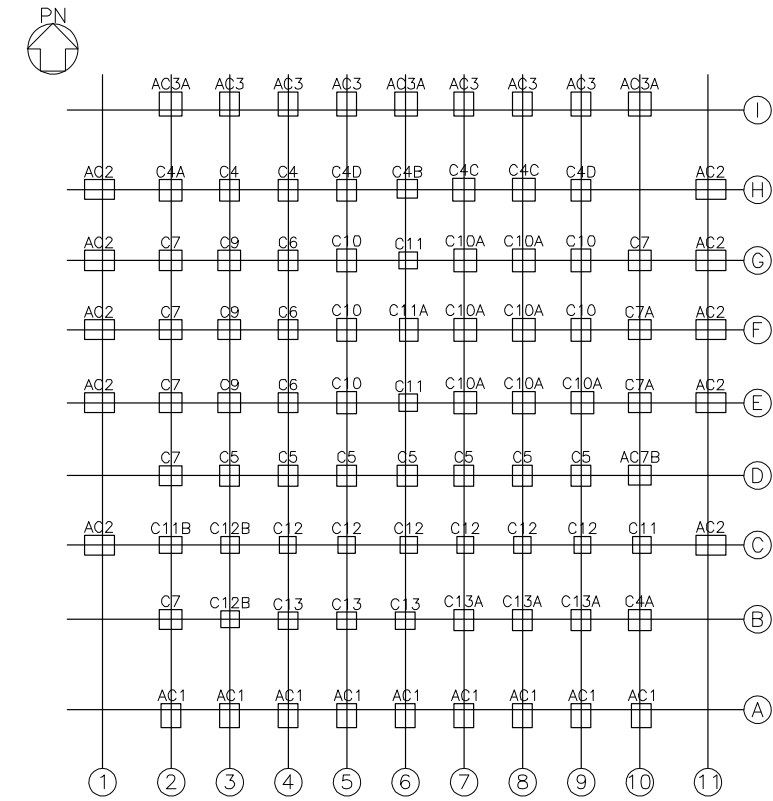 PN
AC3A AC3 AC3 AC3 AC3A AC3 AC3 AC3 AC3A
I
AC2 C4A C4 C4 C4D C4B C4C C4C C4D AC2
H
AC2 C7 C9 C6 C10 C11 C10A C10A C10 C7 AC2
G
AC2 C7 C9 C6 C10 C11A C10A C10A C10 C7A AC2
F
AC2 C7 C9 C6 C10 C11 C10A C10A C10A C7A AC2
E
C7 C5 C5 C5 C5 C5 C5 C5 AC7B
D
AC2 C11B C12B C12 C12 C12 C12 C12 C12 C11 AC2
C
C7 C12B C13 C13 C13 C13A C13A C13A C4A
B
AC1 AC1 AC1 AC1 AC1 AC1 AC1 AC1 AC1
A
1 2 3 4 5 6 7 8 9 10 11